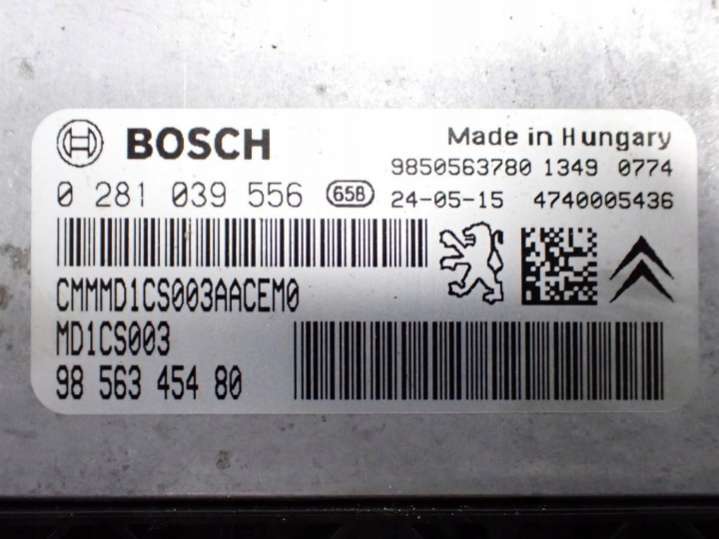 BOSCH
Made in Hungary
9850563780 1349 0774
0 281 039 556 65B
24-05-15 4740005436
CMMMD1CS003AACEM0
MD1CS003
98 563 454 80